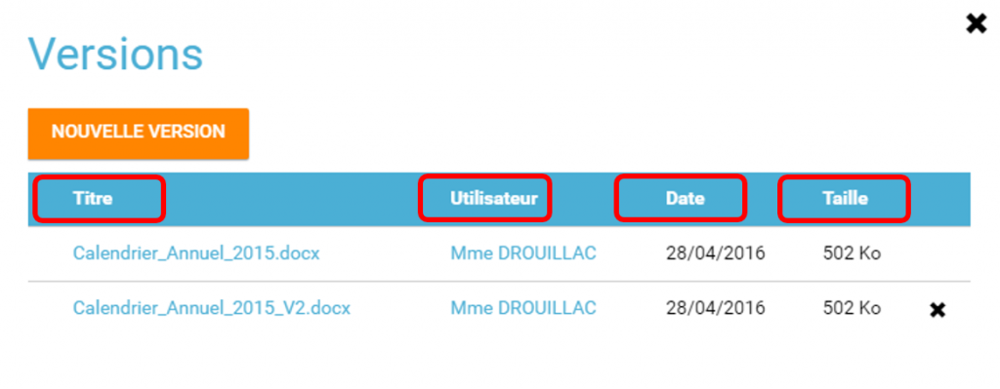 Versions
NOUVELLE VERSION
Titre Utilisateur Date Taille
Calendrier_Annuel_2015.docx Mme DROUILLAC 28/04/2016 502 Ko
Calendrier_Annuel_2015_V2.docx Mme DROUILLAC 28/04/2016 502 Ko